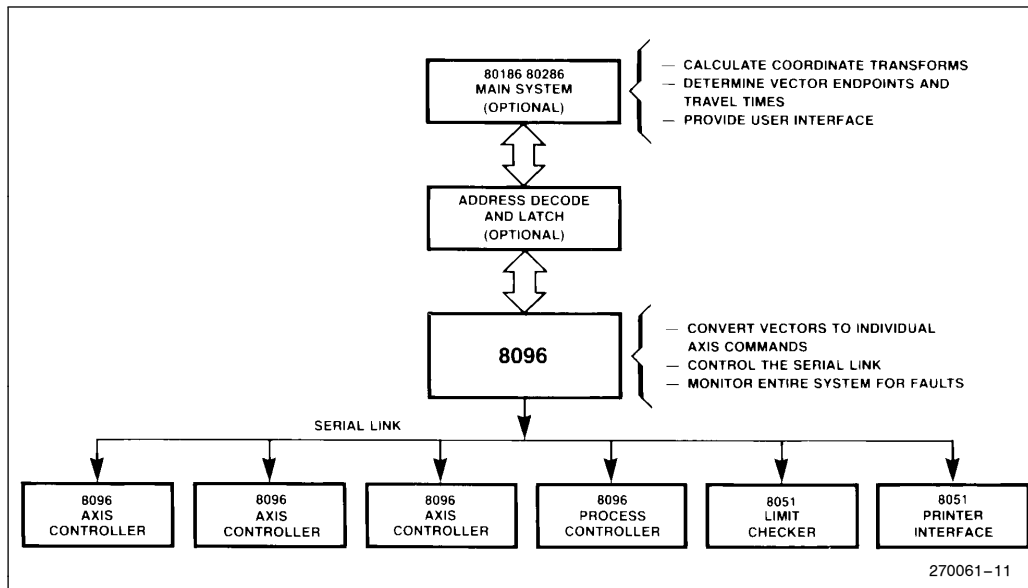 80186 80286
MAIN SYSTEM
(OPTIONAL)
— CALCULATE COORDINATE TRANSFORMS
— DETERMINE VECTOR ENDPOINTS AND
TRAVEL TIMES
— PROVIDE USER INTERFACE
ADDRESS DECODE
AND LATCH
(OPTIONAL)
8096
— CONVERT VECTORS TO INDIVIDUAL
AXIS COMMANDS
— CONTROL THE SERIAL LINK
— MONITOR ENTIRE SYSTEM FOR FAULTS
SERIAL LINK
8096
AXIS
CONTROLLER
8096
AXIS
CONTROLLER
8096
AXIS
CONTROLLER
8096
PROCESS
CONTROLLER
8051
LIMIT
CHECKER
8051
PRINTER
INTERFACE
270061–11